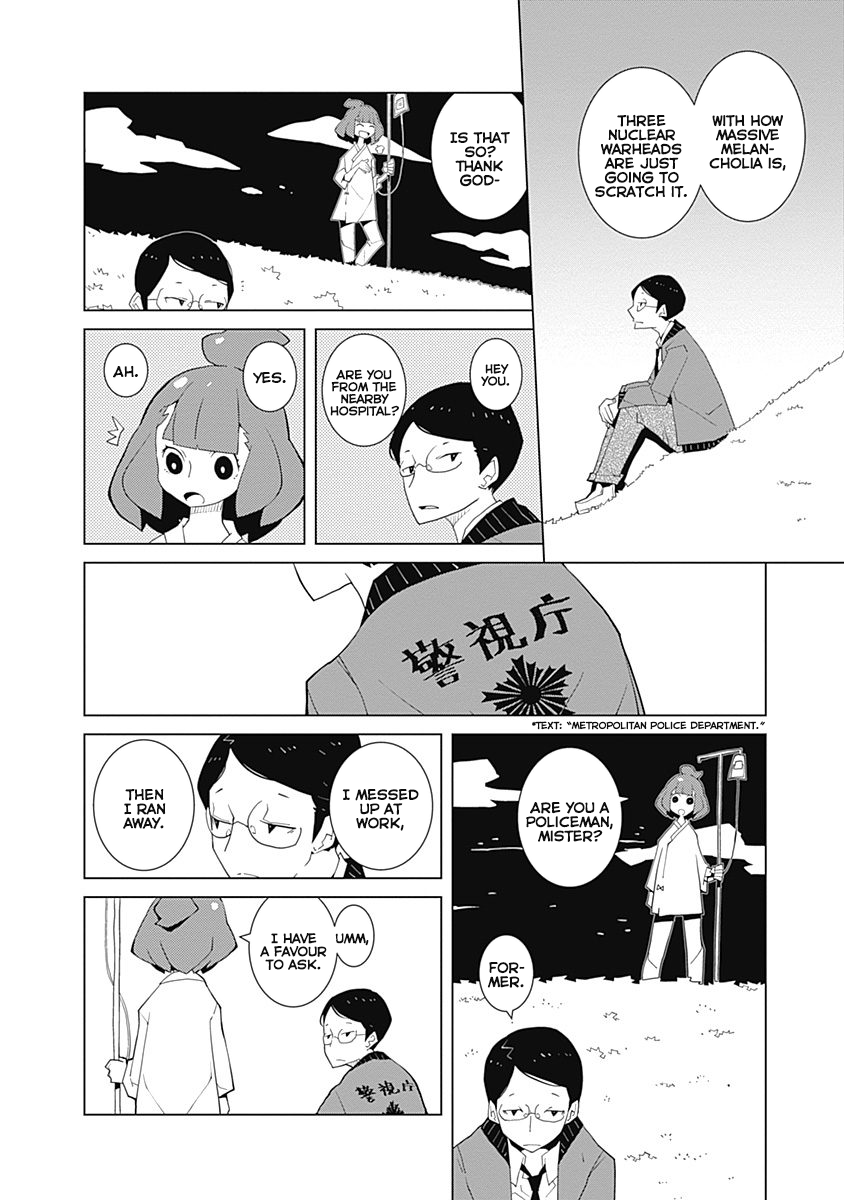 WITH HOW
MASSIVE
MELAN-
CHOLIA IS,
THREE
NUCLEAR
WARHEADS
ARE JUST
GOING TO
SCRATCH IT.
IS THAT
SO?
THANK
GOD-
HEY
YOU.
ARE YOU
FROM THE
NEARBY
HOSPITAL?
YES.
AH.
警視庁
*TEXT: “METROPOLITAN POLICE DEPARTMENT.”
ARE YOU A
POLICEMAN,
MISTER?
FOR-
MER.
I MESSED
UP AT
WORK,
THEN
I RAN
AWAY.
UMM,
I HAVE
A FAVOUR
TO ASK.
警視庁